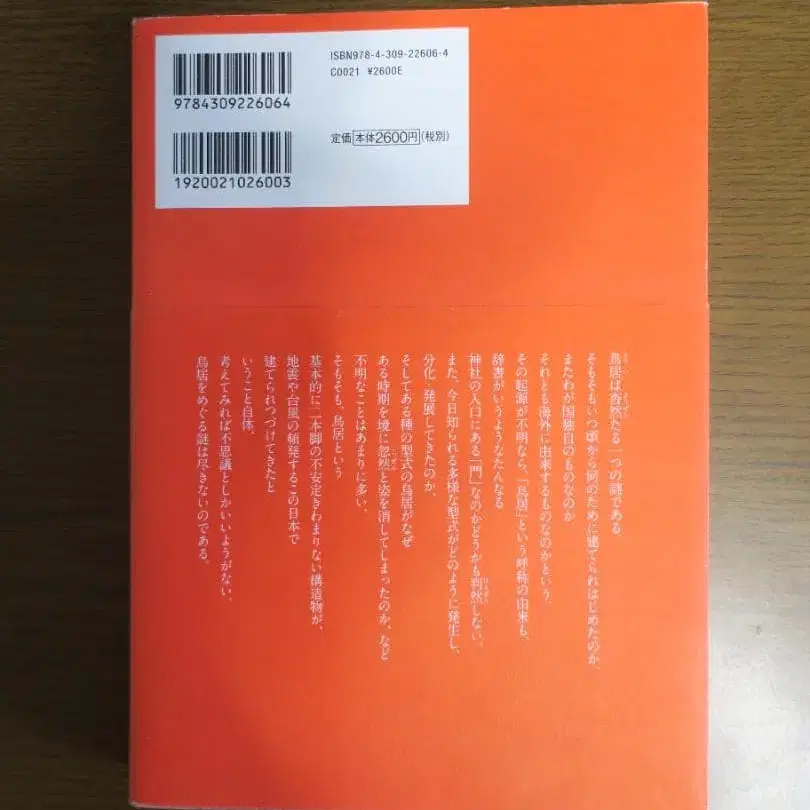 ISBN978-4-309-22606-4
C0021 ¥2600E
9784309226064
定価 本体2600円(税別)
1920021026003
鳥居は杳然たる一つの謎である。
そもそもいつ頃から何のために建てられはじめたのか、
またわが国独自のものなのか
それとも海外に由来するものなのかという、
その起源が不明なら、「鳥居」という呼称の由来も、
辞書がいうようなたんなる
神社の入口にある「門」なのかどうかも判然としない。
また、今日知られる多様な型式がどのように発生し、
分化・発展してきたのか、
そしてある種の型式の鳥居がなぜ
ある時期を境に忽然と姿を消してしまったのか、など
不明なことはあまりに多い。
そもそも、鳥居という
基本的に二本脚の不安定きわまりない構造物が、
地震や台風の頻発するこの日本で
建てられつづけてきたと
いうこと自体、
考えてみれば不思議としかいいようがない。
鳥居をめぐる謎は尽きないのである。